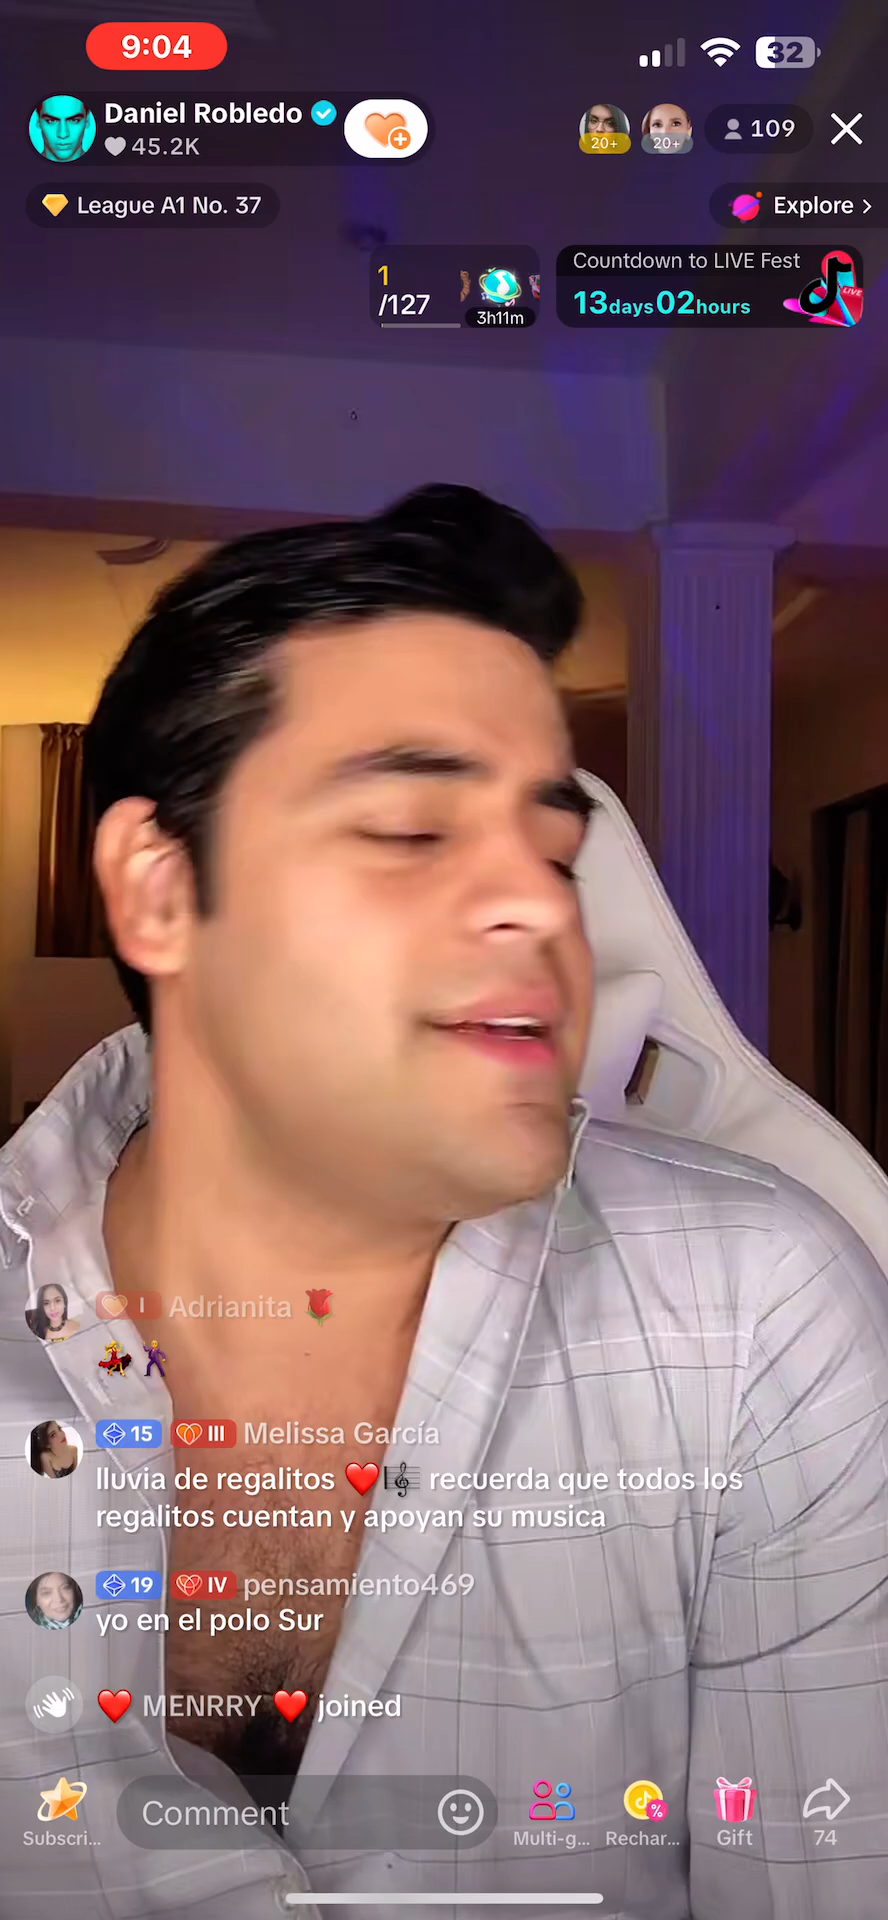 9:04
32
Daniel Robledo
45.2K
20+
20+
109
League A1 No. 37
Explore >
1
/127
3h11m
Countdown to LIVE Fest
13days02hours
LIVE
I Adrianita 🌹
💃🕺
15 III Melissa García
lluvia de regalitos ❤️🎼 recuerda que todos los
regalitos cuentan y apoyan su musica
19 IV pensamiento469
yo en el polo Sur
❤️ MENRRY ❤️ joined
Comment
Subscri...
Multi-g...
Rechar...
Gift
74